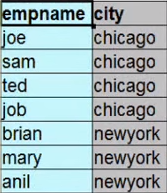 empname city
joe chicago
sam chicago
ted chicago
job chicago
brian newyork
mary newyork
anil newyork